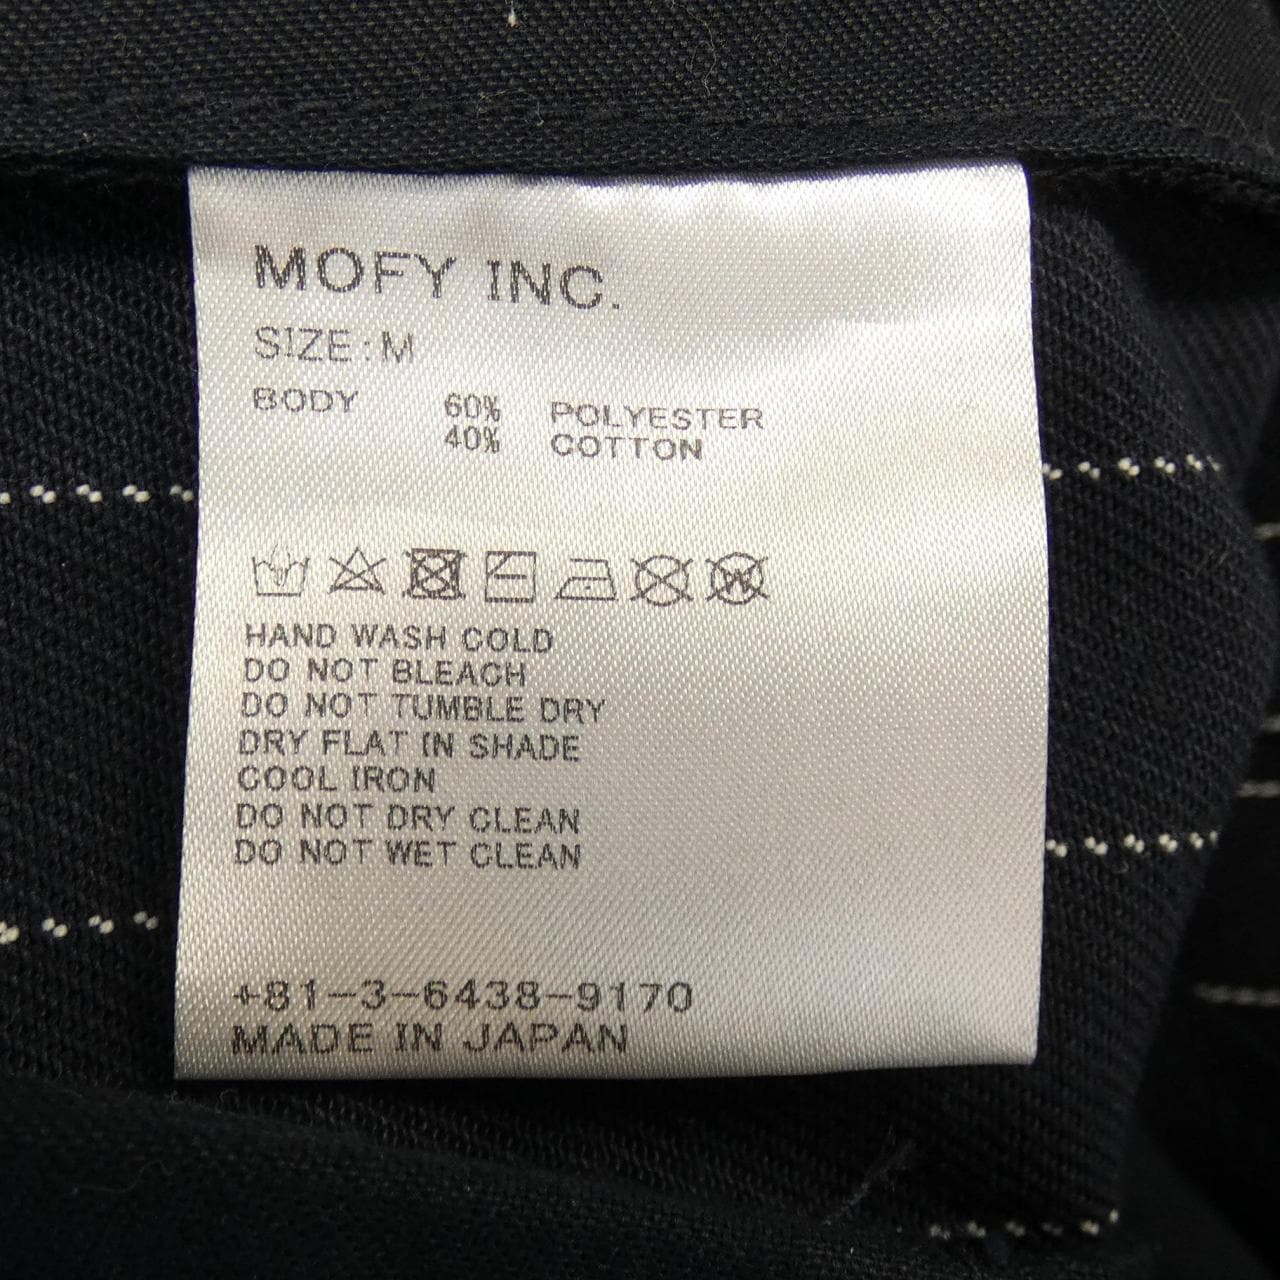 MOFY INC.
SIZE:M
BODY 60% POLYESTER
40% COTTON
HAND WASH COLD
DO NOT BLEACH
DO NOT TUMBLE DRY
DRY FLAT IN SHADE
COOL IRON
DO NOT DRY CLEAN
DO NOT WET CLEAN
+81-3-6438-9170
MADE IN JAPAN